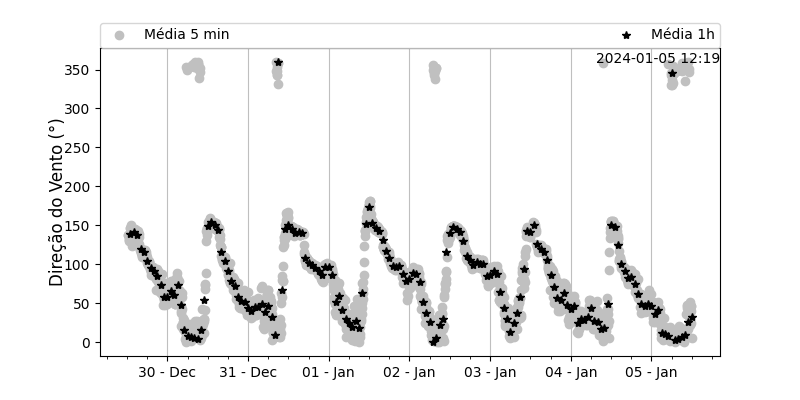 Média 5 min
Média 1h
2024-01-05 12:19
Direção do Vento (°)
350
300
250
200
150
100
50
0
30 - Dec
31 - Dec
01 - Jan
02 - Jan
03 - Jan
04 - Jan
05 - Jan